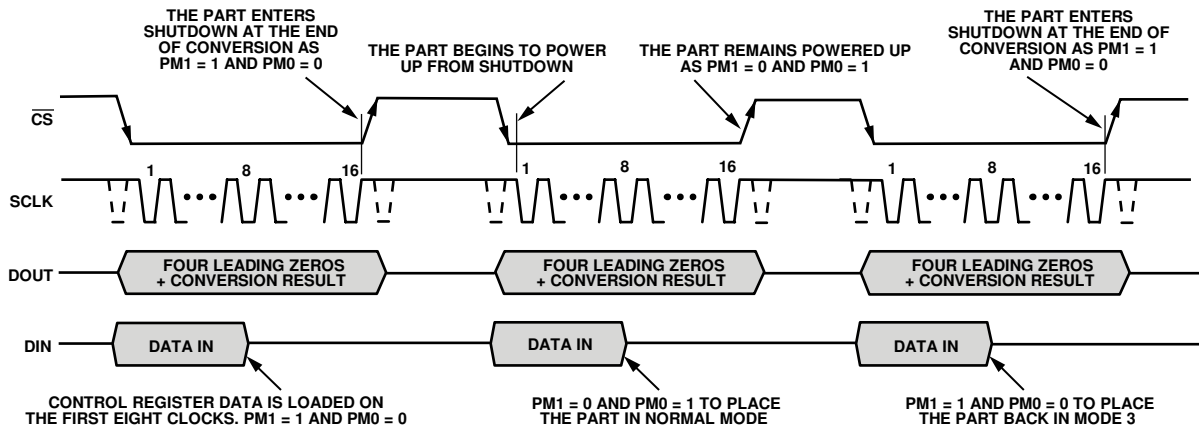 THE PART ENTERS
SHUTDOWN AT THE END
OF CONVERSION AS
PM1 = 1 AND PM0 = 0
THE PART BEGINS TO POWER
UP FROM SHUTDOWN
THE PART REMAINS POWERED UP
AS PM1 = 0 AND PM0 = 1
THE PART ENTERS
SHUTDOWN AT THE END OF
CONVERSION AS PM1 = 1
AND PM0 = 0
CS
1 8 16 1 8 16 1 8 16
SCLK
DOUT
FOUR LEADING ZEROS
+ CONVERSION RESULT
FOUR LEADING ZEROS
+ CONVERSION RESULT
FOUR LEADING ZEROS
+ CONVERSION RESULT
DIN
DATA IN
DATA IN
DATA IN
CONTROL REGISTER DATA IS LOADED ON
THE FIRST EIGHT CLOCKS. PM1 = 1 AND PM0 = 0
PM1 = 0 AND PM0 = 1 TO PLACE
THE PART IN NORMAL MODE
PM1 = 1 AND PM0 = 0 TO PLACE
THE PART BACK IN MODE 3